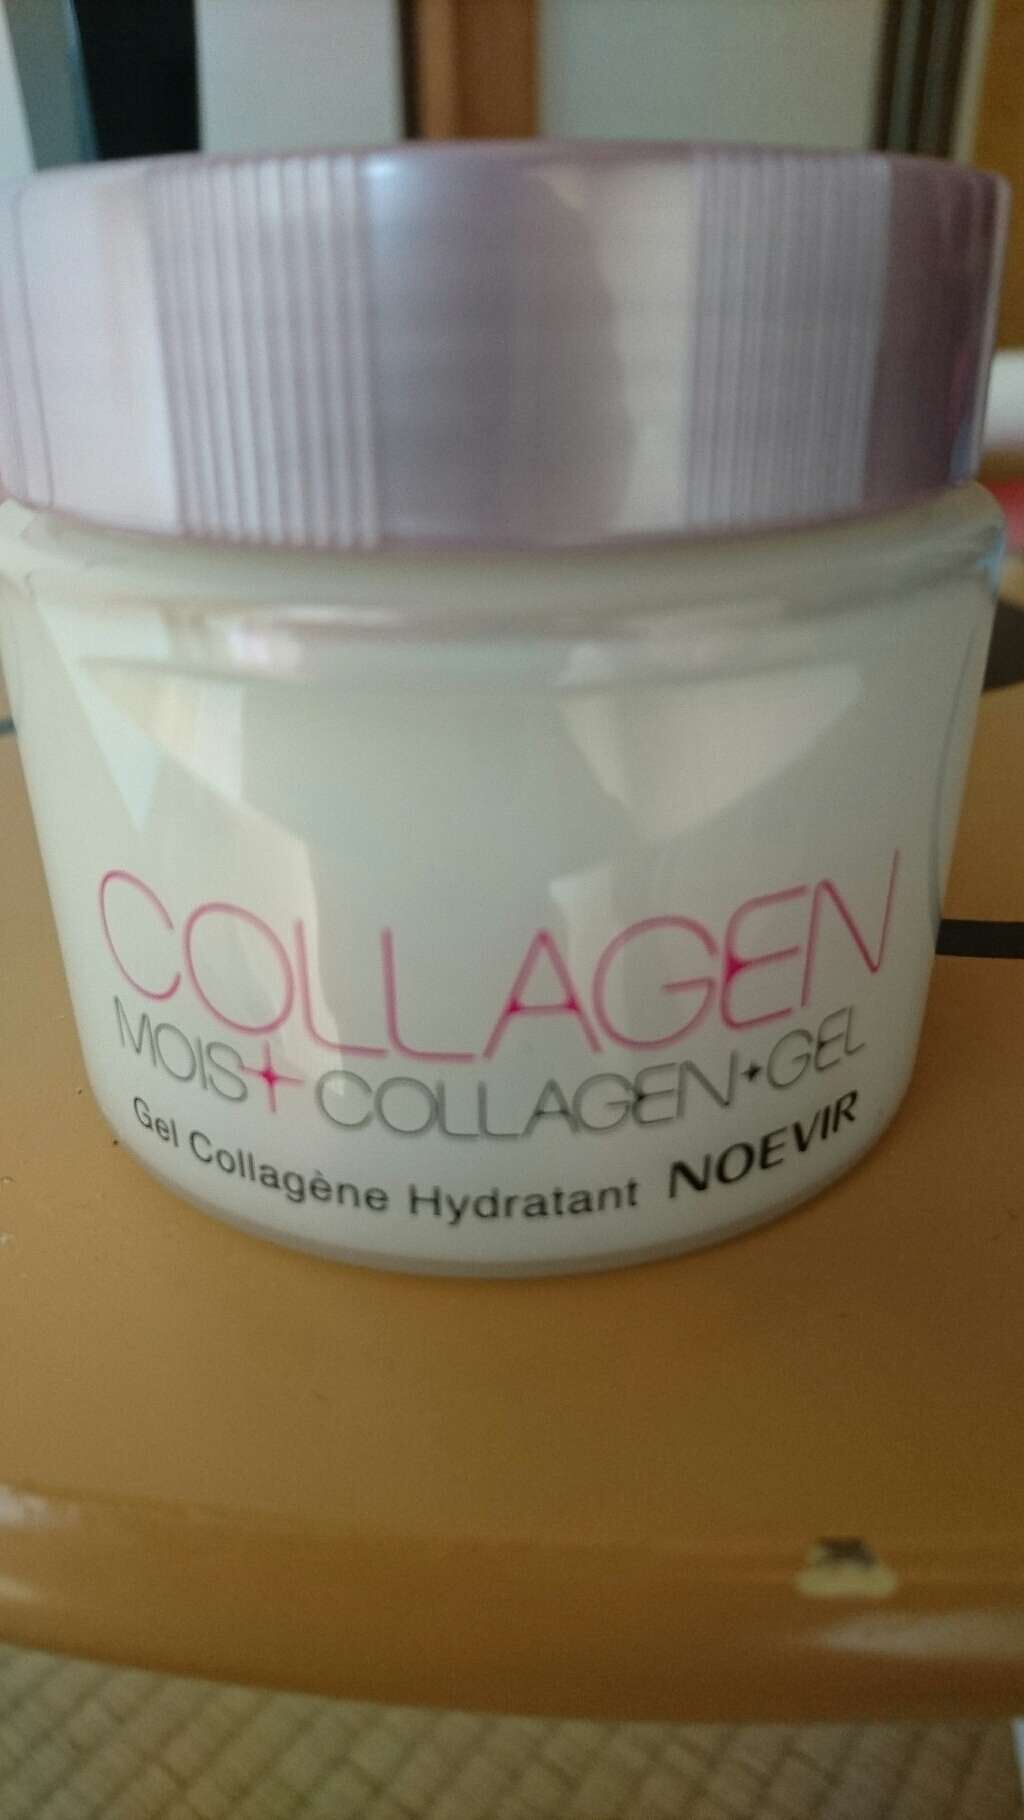 COLLAGEN
MOIS+COLLAGEN+GEL
Gel Collagène Hydratant NOEVIR